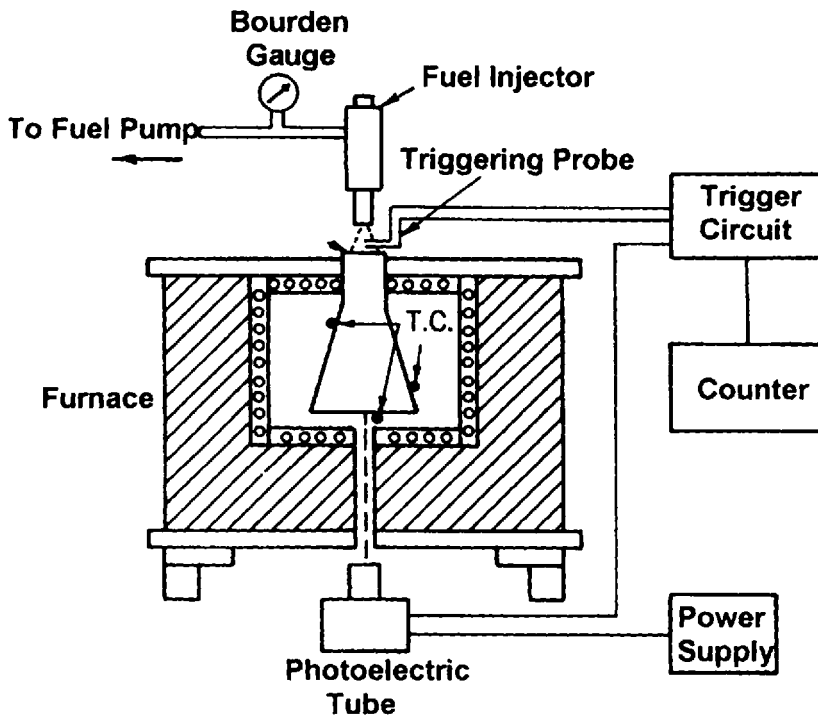 Bourden
Gauge
Fuel Injector
To Fuel Pump
Triggering Probe
Trigger
Circuit
T.C.
Furnace
Counter
Photoelectric
Tube
Power
Supply